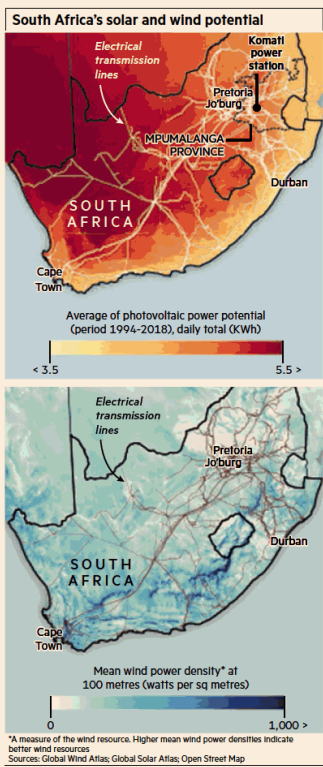 South Africa's solar and wind potential
Electrical
transmission
lines
Komati
power
station
Pretoria
Jo'burg
MPUMALANGA
PROVINCE
Durban
SOUTH
AFRICA
Cape
Town
Average of photovoltaic power potential
(period 1994-2018), daily total (KWh)
< 3.5
5.5 >
Electrical
transmission
lines
Pretoria
Jo'burg
Durban
SOUTH
AFRICA
Cape
Town
Mean wind power density* at
100 metres (watts per sq metres)
0
1,000 >
*A measure of the wind resource. Higher mean wind power densities indicate
better wind resources
Sources: Global Wind Atlas; Global Solar Atlas; Open Street Map